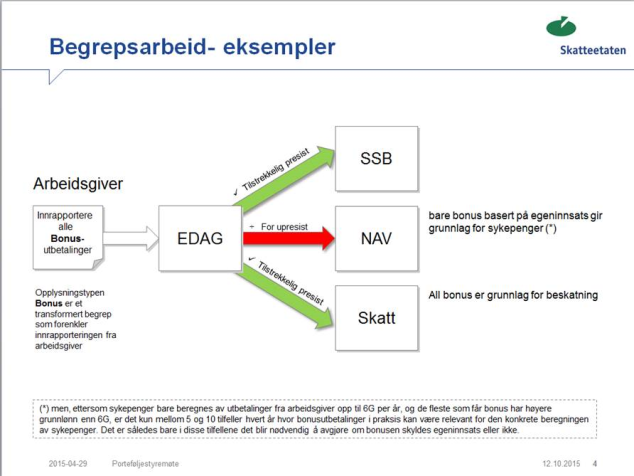 Begrepsarbeid- eksempler
Skatteetaten
Arbeidsgiver
Innrapportere
alle
Bonus-
utbetalinger
EDAG
✓ Tilstrekkelig presist
÷ For upresist
✓ Tilstrekkelig presist
SSB
NAV
Skatt
bare bonus basert på egeninnsats gir
grunnlag for sykepenger (*)
All bonus er grunnlag for beskatning
Opplysningstypen
Bonus er et
transformert begrep
som forenkler
innrapporteringen fra
arbeidsgiver
(*) men, ettersom sykepenger bare beregnes av utbetalinger fra arbeidsgiver opp til 6G per år, og de fleste som får bonus har høyere
grunnlønn enn 6G, er det kun mellom 5 og 10 tilfeller hvert år hvor bonusutbetalinger i praksis kan være relevant for den konkrete beregningen
av sykepenger. Det er således bare i disse tilfellene det blir nødvendig å avgjøre om bonusen skyldes egeninnsats eller ikke.
2015-04-29 Porteføljestyremøte 12.10.2015 4